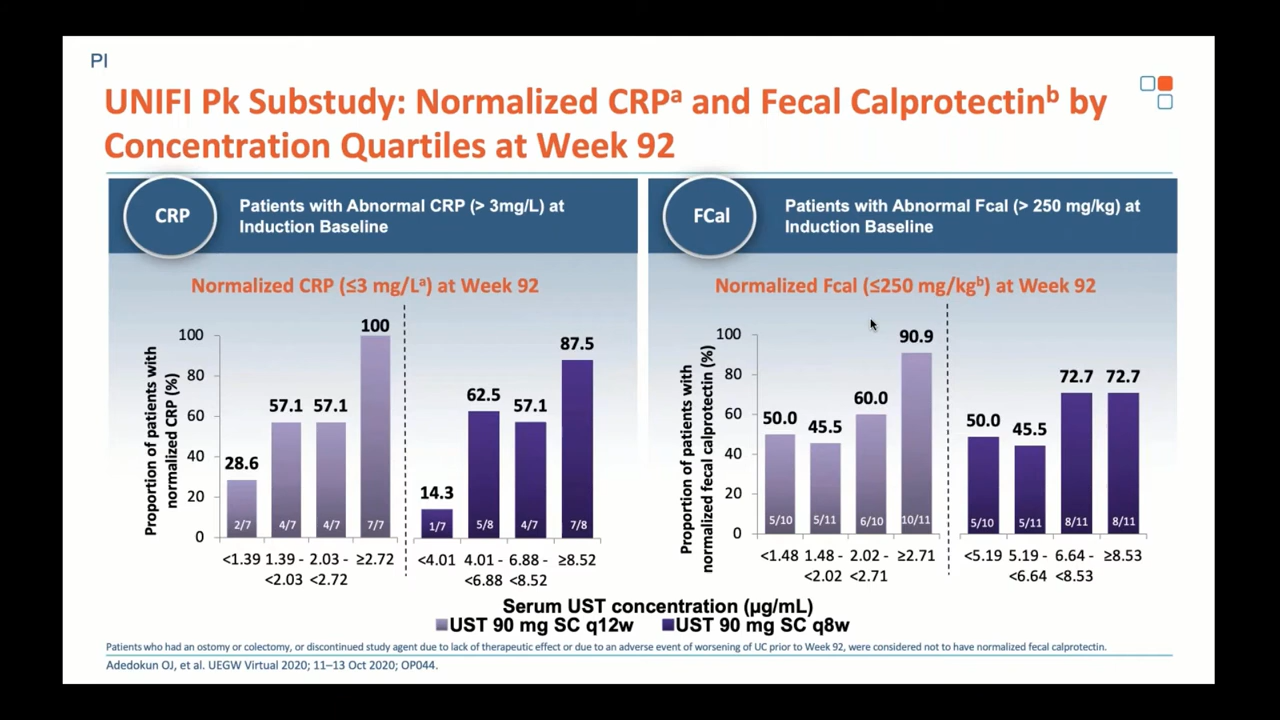 PI
UNIFI Pk Substudy: Normalized CRPᵃ and Fecal Calprotectinᵇ by
Concentration Quartiles at Week 92
CRP
Patients with Abnormal CRP (> 3mg/L) at
Induction Baseline
Normalized CRP (≤3 mg/Lᵃ) at Week 92
Proportion of patients with
normalized CRP (%)
100
80
60
40
20
0
28.6
57.1
57.1
100
14.3
62.5
57.1
87.5
2/7
4/7
4/7
7/7
1/7
5/8
4/7
7/8
<1.39 1.39 - 2.03 - ≥2.72
<2.03 <2.72
<4.01 4.01 - 6.88 - ≥8.52
<6.88 <8.52
FCal
Patients with Abnormal Fcal (> 250 mg/kg) at
Induction Baseline
Normalized Fcal (≤250 mg/kgᵇ) at Week 92
Proportion of patients with
normalized fecal calprotectin (%)
100
80
60
40
20
0
50.0
45.5
60.0
90.9
50.0
45.5
72.7
72.7
5/10
5/11
6/10
10/11
5/10
5/11
8/11
8/11
<1.48 1.48 - 2.02 - ≥2.71
<2.02 <2.71
<5.19 5.19 - 6.64 - ≥8.53
<6.64 <8.53
Serum UST concentration (µg/mL)
UST 90 mg SC q12w UST 90 mg SC q8w
Patients who had an ostomy or colectomy, or discontinued study agent due to lack of therapeutic effect or due to an adverse event of worsening of UC prior to Week 92, were considered not to have normalized fecal calprotectin.
Adedokun OJ, et al. UEGW Virtual 2020; 11–13 Oct 2020; OP044.